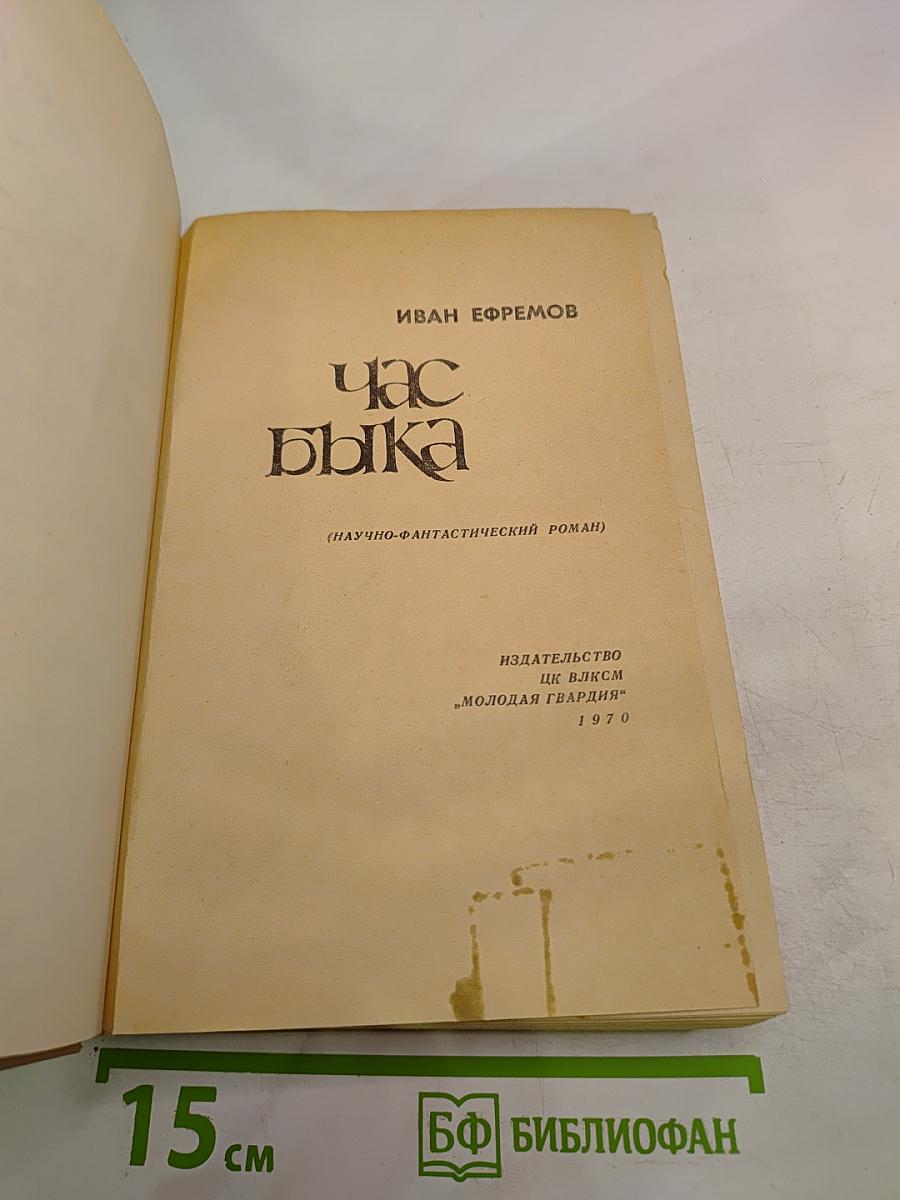 ИВАН ЕФРЕМОВ
ЧАС
БЫКА
(НАУЧНО-ФАНТАСТИЧЕСКИЙ РОМАН)
ИЗДАТЕЛЬСТВО
ЦК ВЛКСМ
„МОЛОДАЯ ГВАРДИЯ“
1970
15 см
БФ БИБЛИОФАН